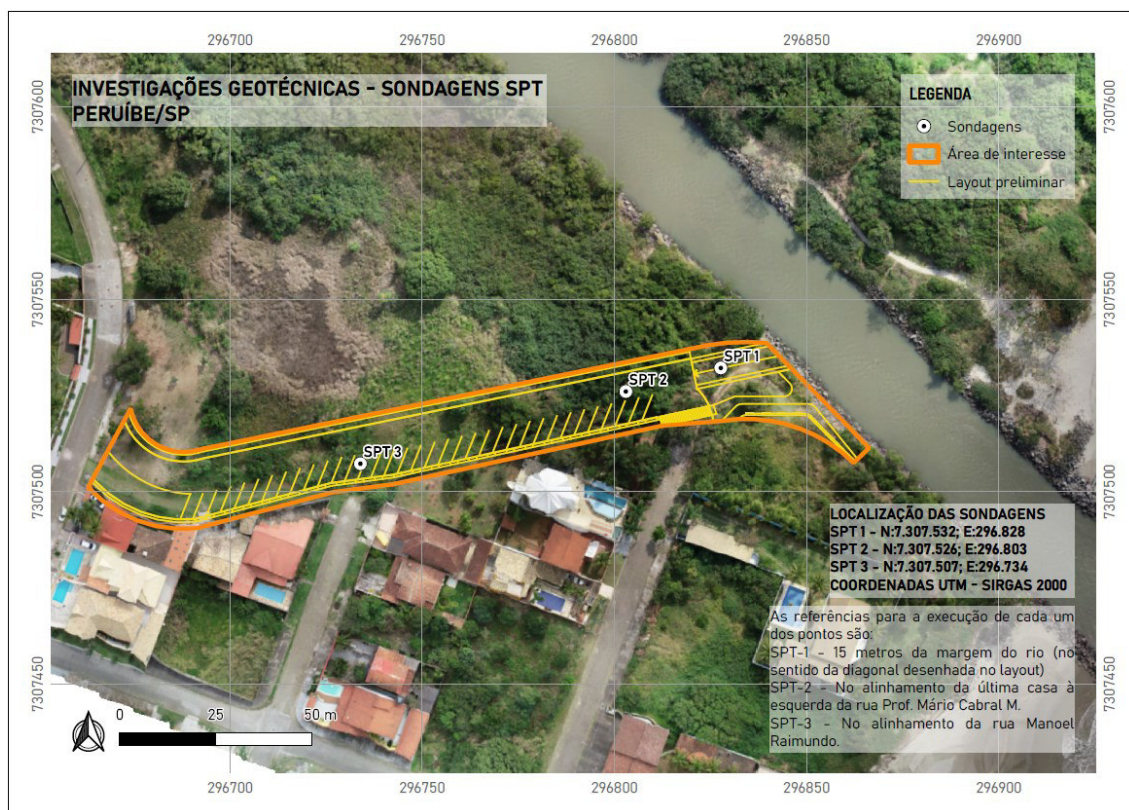 296700 296750 296800 296850 296900
INVESTIGAÇÕES GEOTÉCNICAS - SONDAGENS SPT
PERUÍBE/SP
LEGENDA
Sondagens
Área de interesse
Layout preliminar
7307600 7307600
7307550 7307550
SPT 1
SPT 2
SPT 3
7307500 7307500
LOCALIZAÇÃO DAS SONDAGENS
SPT 1 - N:7.307.532; E:296.828
SPT 2 - N:7.307.526; E:296.803
SPT 3 - N:7.307.507; E:296.734
COORDENADAS UTM - SIRGAS 2000
As referências para a execução de cada um
dos pontos são:
SPT-1 - 15 metros da margem do rio (no
sentido da diagonal desenhada no layout)
SPT-2 - No alinhamento da última casa à
esquerda da rua Prof. Mário Cabral M.
SPT-3 - No alinhamento da rua Manoel
Raimundo.
7307450 7307450
0 25 50 m
296700 296750 296800 296850 296900